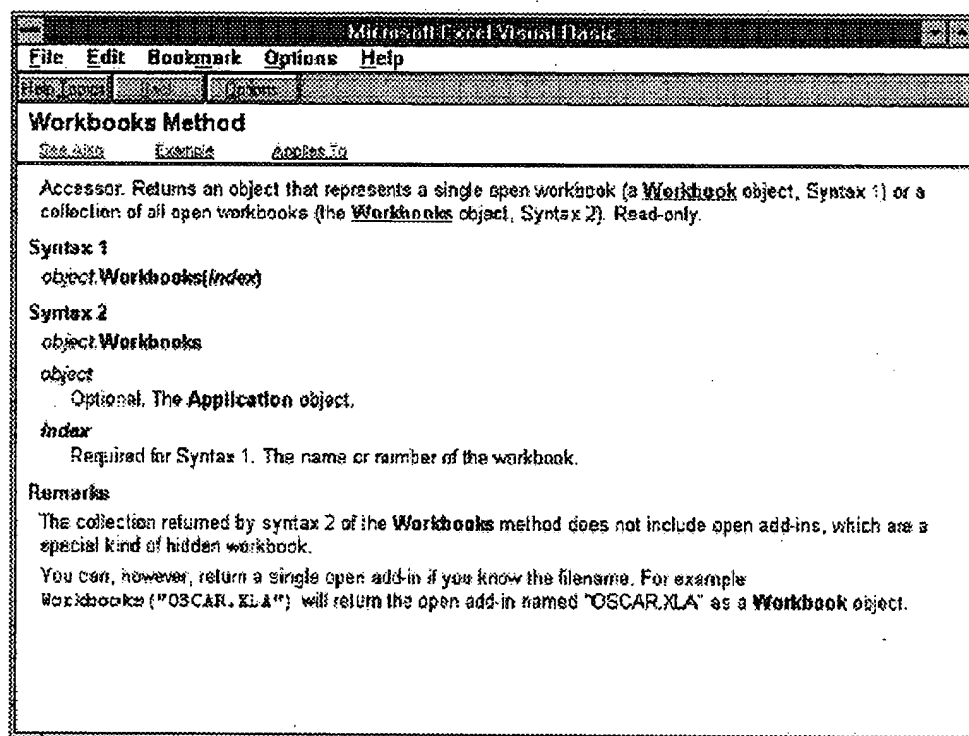 Microsoft Excel Visual Basic
File Edit Bookmark Options Help
Help Topics Back Options
Workbooks Method
See Also Example Applies To
Accessor. Returns an object that represents a single open workbook (a Workbook object, Syntax 1) or a
collection of all open workbooks (the Workbooks object, Syntax 2). Read-only.
Syntax 1
object.Workbooks(index)
Syntax 2
object.Workbooks
object
Optional. The Application object.
index
Required for Syntax 1. The name or number of the workbook.
Remarks
The collection returned by syntax 2 of the Workbooks method does not include open add-ins, which are a
special kind of hidden workbook.
You can, however, return a single open add-in if you know the filename. For example
Workbooks("OSCAR.XLA") will return the open add-in named "OSCAR.XLA" as a Workbook object.